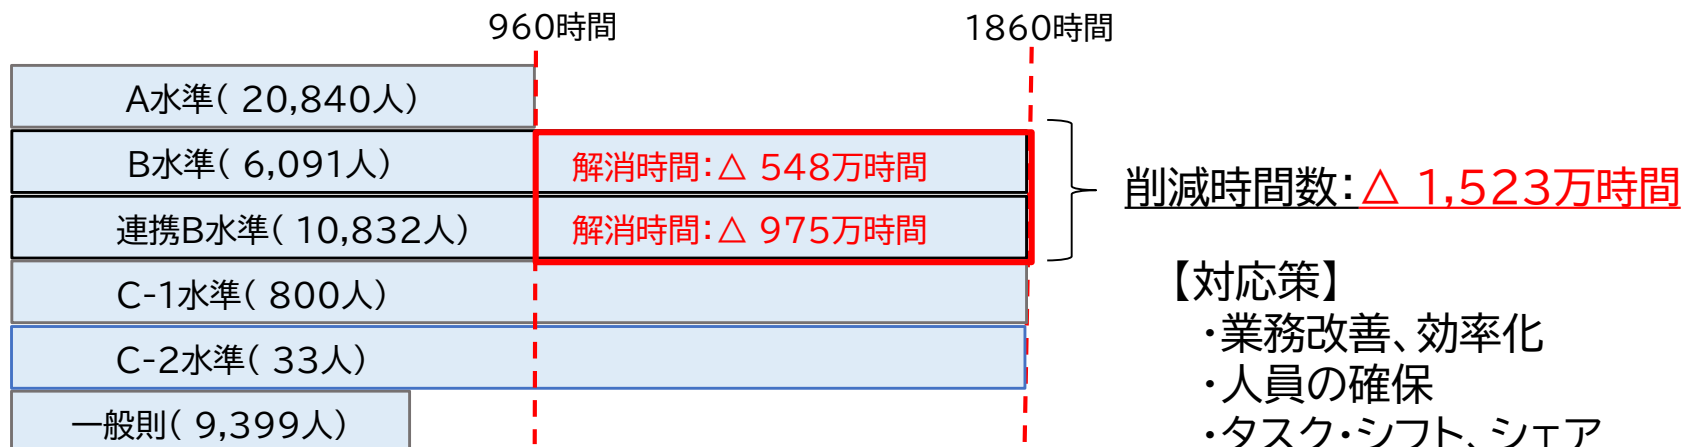 960時間
1860時間
A水準( 20,840人)
B水準( 6,091人)
解消時間:△ 548万時間
連携B水準( 10,832人)
解消時間:△ 975万時間
削減時間数:△ 1,523万時間
C-1水準( 800人)
C-2水準( 33人)
一般則( 9,399人)
【対応策】
・業務改善、効率化
・人員の確保
・タスク・シフト、シェア